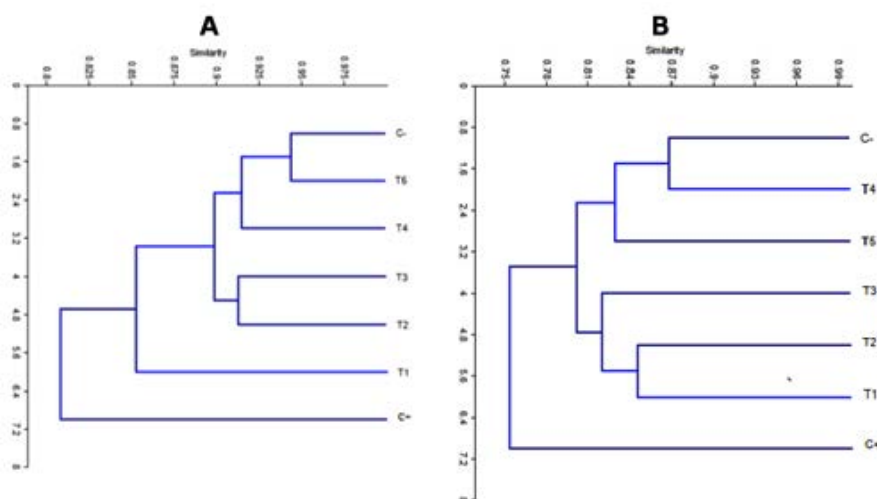 A
Similarity
0.8 0.825 0.85 0.875 0.9 0.925 0.95 0.975
0
0.8
1.6
2.4
3.2
4
4.8
5.6
6.4
7.2
8
C-
T5
T4
T3
T2
T1
C+
B
Similarity
0.75 0.78 0.81 0.84 0.87 0.9 0.93 0.96 0.99
0
0.8
1.6
2.4
3.2
4
4.8
5.6
6.4
7.2
C-
T4
T5
T3
T2
T1
C+